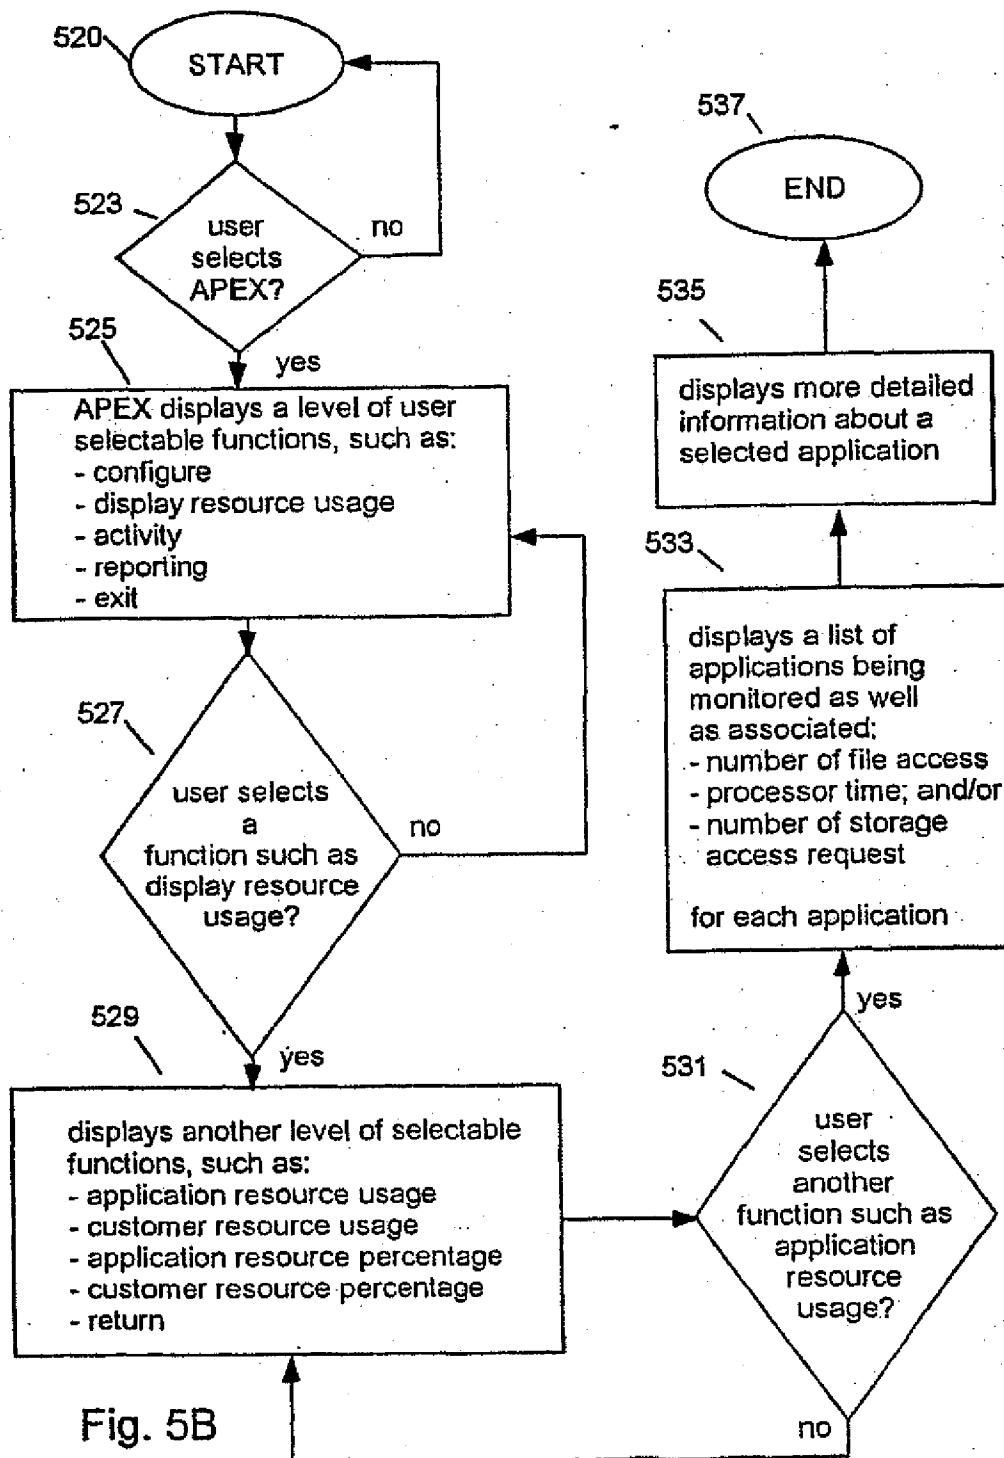 520
START
523
user
selects
APEX?
no
yes
525
APEX displays a level of user
selectable functions, such as:
- configure
- display resource usage
- activity
- reporting
- exit
527
user selects
a
function such as
display resource
usage?
no
yes
529
displays another level of selectable
functions, such as:
- application resource usage
- customer resource usage
- application resource percentage
- customer resource percentage
- return
531
user
selects
another
function such as
application
resource
usage?
no
yes
533
displays a list of
applications being
monitored as well
as associated:
- number of file access
- processor time; and/or
- number of storage
access request
for each application
535
displays more detailed
information about a
selected application
537
END
Fig. 5B